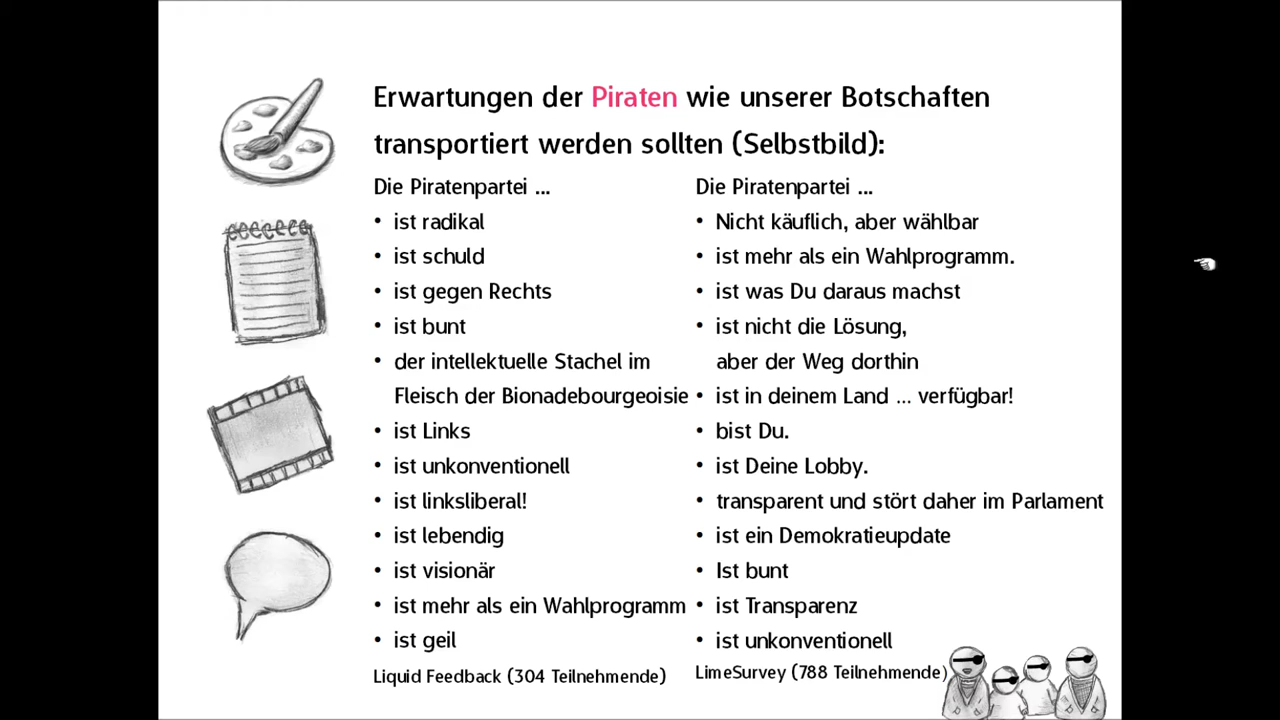 Erwartungen der Piraten wie unserer Botschaften
transportiert werden sollten (Selbstbild):
Die Piratenpartei ...
• ist radikal
• ist schuld
• ist gegen Rechts
• ist bunt
• der intellektuelle Stachel im
Fleisch der Bionadebourgeoisie
• ist Links
• ist unkonventionell
• ist linksliberal!
• ist lebendig
• ist visionär
• ist mehr als ein Wahlprogramm
• ist geil
Liquid Feedback (304 Teilnehmende)
Die Piratenpartei ...
• Nicht käuflich, aber wählbar
• ist mehr als ein Wahlprogramm.
• ist was Du daraus machst
• ist nicht die Lösung,
aber der Weg dorthin
• ist in deinem Land ... verfügbar!
• bist Du.
• ist Deine Lobby.
• transparent und stört daher im Parlament
• ist ein Demokratieupdate
• Ist bunt
• ist Transparenz
• ist unkonventionell
LimeSurvey (788 Teilnehmende)